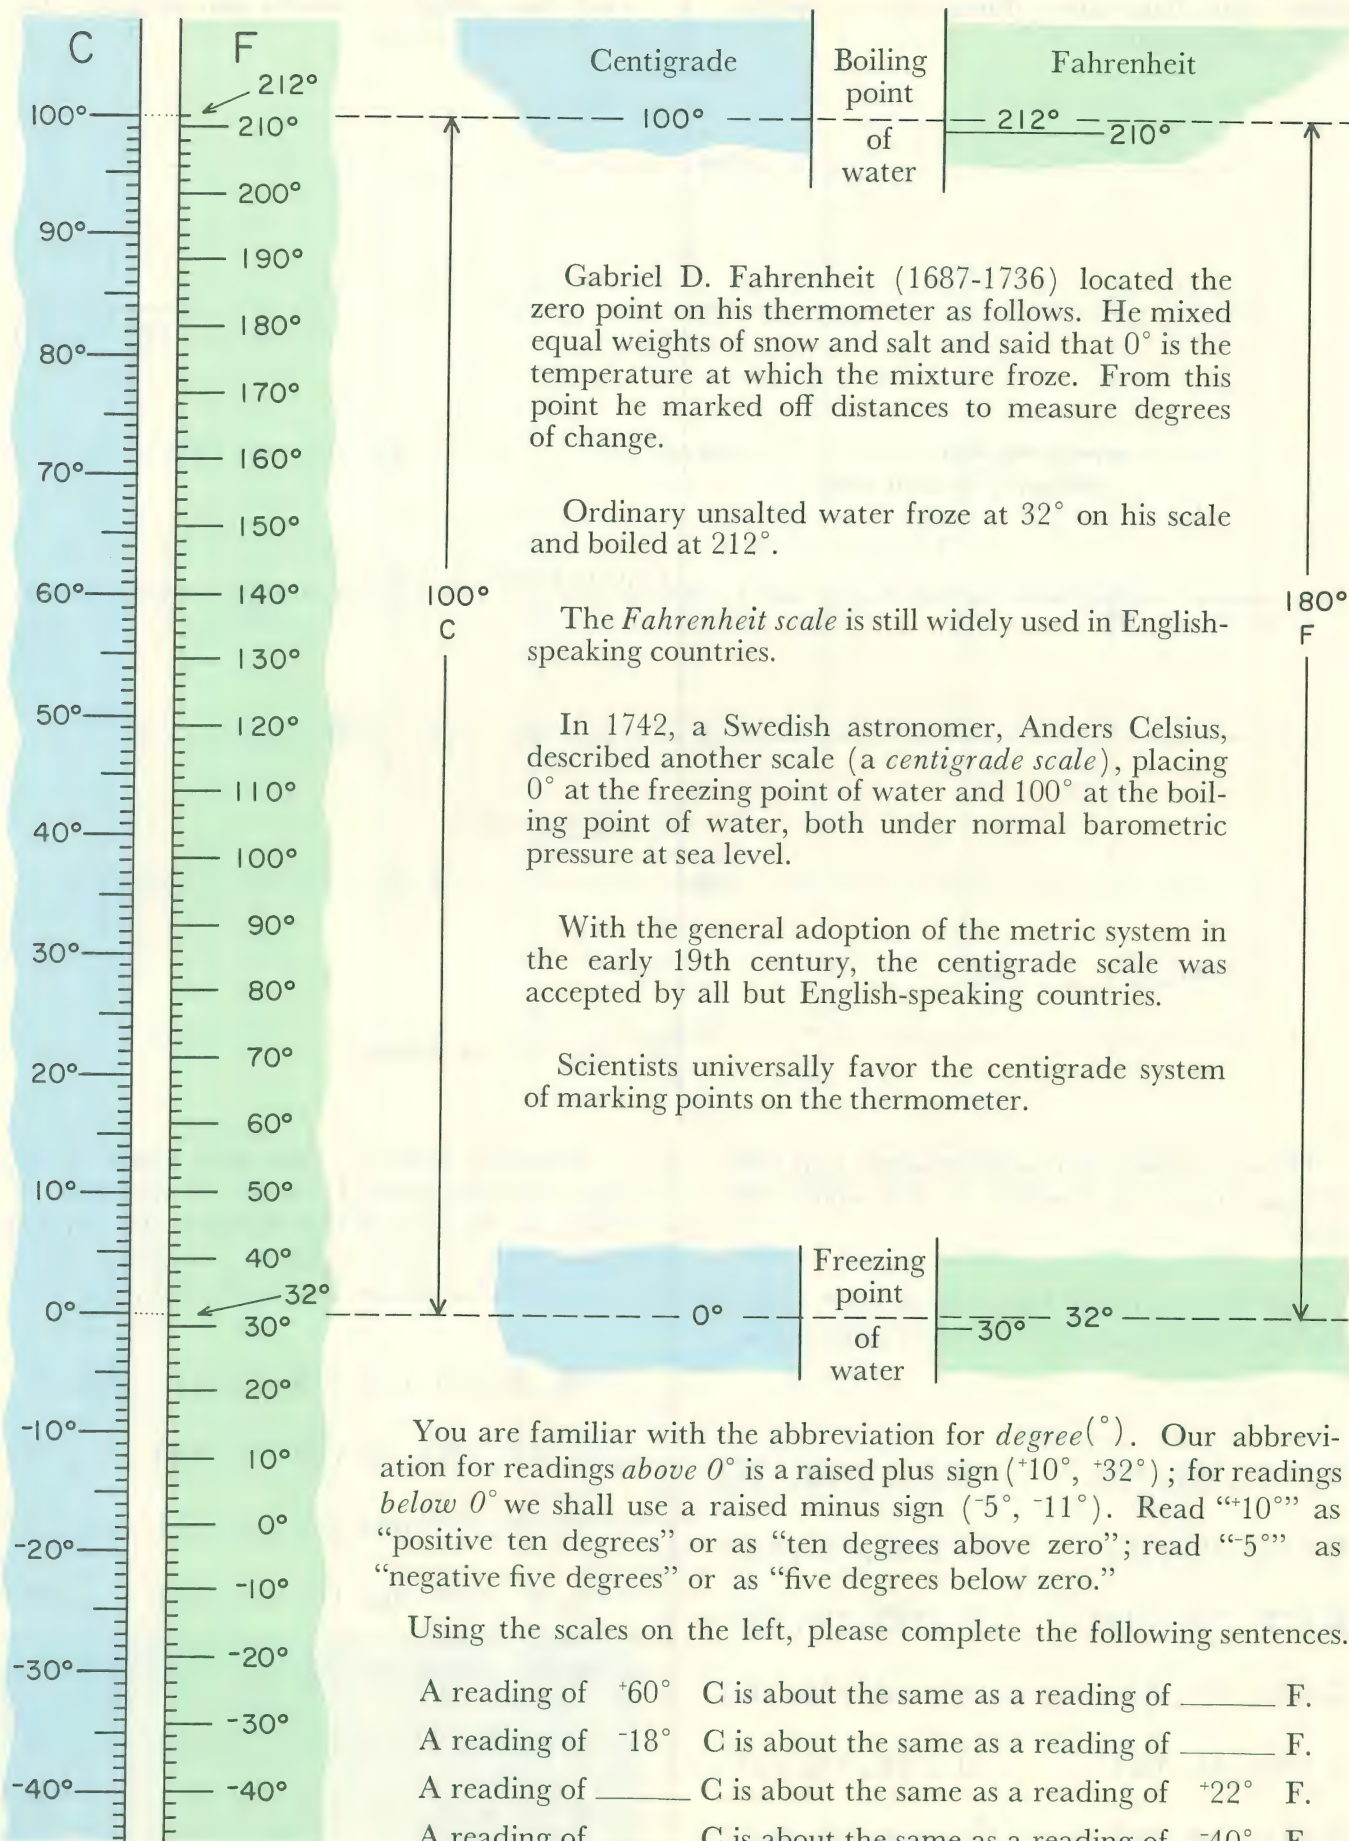 C
F
212°
100°
90°
80°
70°
60°
50°
40°
30°
20°
10°
0°
-10°
-20°
-30°
-40°
210°
200°
190°
180°
170°
160°
150°
140°
130°
120°
110°
100°
90°
80°
70°
60°
50°
40°
32°
30°
20°
10°
0°
-10°
-20°
-30°
-40°
Centigrade
Boiling
point
of
water
Fahrenheit
100°
212°
210°
100°
C
180°
F
Gabriel D. Fahrenheit (1687-1736) located the
zero point on his thermometer as follows. He mixed
equal weights of snow and salt and said that 0° is the
temperature at which the mixture froze. From this
point he marked off distances to measure degrees
of change.
Ordinary unsalted water froze at 32° on his scale
and boiled at 212°.
The Fahrenheit scale is still widely used in English-
speaking countries.
In 1742, a Swedish astronomer, Anders Celsius,
described another scale (a centigrade scale), placing
0° at the freezing point of water and 100° at the boil-
ing point of water, both under normal barometric
pressure at sea level.
With the general adoption of the metric system in
the early 19th century, the centigrade scale was
accepted by all but English-speaking countries.
Scientists universally favor the centigrade system
of marking points on the thermometer.
Freezing
point
of
water
0°
30°
32°
You are familiar with the abbreviation for degree(°). Our abbrevi-
ation for readings above 0° is a raised plus sign (⁺10°, ⁺32°); for readings
below 0° we shall use a raised minus sign (⁻5°, ⁻11°). Read “⁺10°” as
“positive ten degrees” or as “ten degrees above zero”; read “⁻5°” as
“negative five degrees” or as “five degrees below zero.”
Using the scales on the left, please complete the following sentences.
A reading of ⁺60° C is about the same as a reading of ______ F.
A reading of ⁻18° C is about the same as a reading of ______ F.
A reading of ______ C is about the same as a reading of ⁺22° F.
A reading of ______ C is about the same as a reading of ⁻40° F.